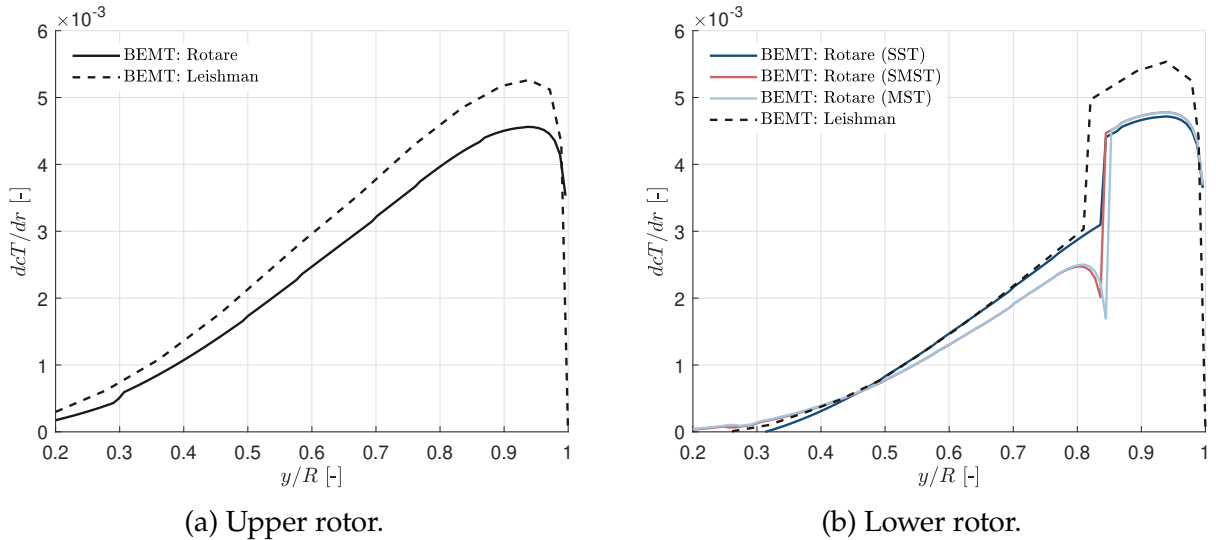 ×10⁻³
6
5
4
3
2
1
0
dcT/dr [-]
BEMT: Rotare
BEMT: Leishman
0.2 0.3 0.4 0.5 0.6 0.7 0.8 0.9 1
y/R [-]
(a) Upper rotor.
×10⁻³
6
5
4
3
2
1
0
dcT/dr [-]
BEMT: Rotare (SST)
BEMT: Rotare (SMST)
BEMT: Rotare (MST)
BEMT: Leishman
0.2 0.3 0.4 0.5 0.6 0.7 0.8 0.9 1
y/R [-]
(b) Lower rotor.